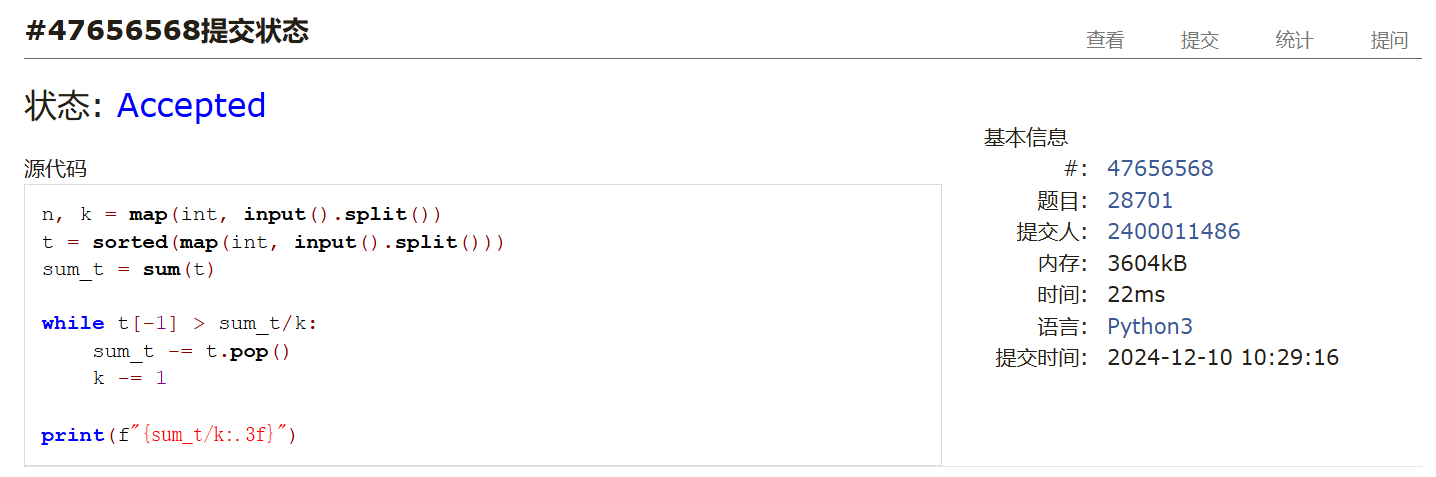 #47656568提交状态
查看 提交 统计 提问
状态: Accepted
源代码
n, k = map(int, input().split())
t = sorted(map(int, input().split()))
sum_t = sum(t)
while t[-1] > sum_t/k:
    sum_t -= t.pop()
    k -= 1
print(f"{sum_t/k:.3f}")
基本信息
#: 47656568
题目: 28701
提交人: 2400011486
内存: 3604kB
时间: 22ms
语言: Python3
提交时间: 2024-12-10 10:29:16